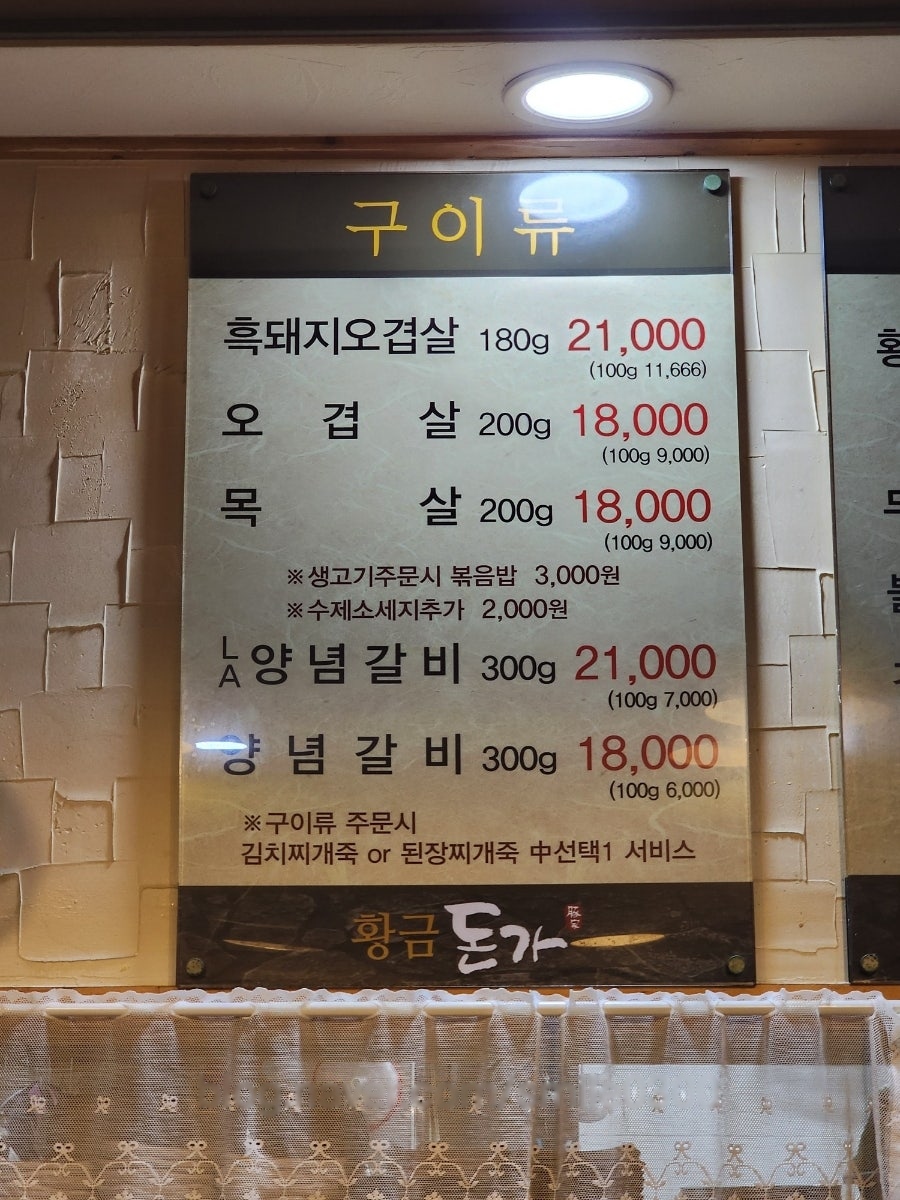 구이류
흑돼지오겹살 180g 21,000
(100g 11,666)
오겹살 200g 18,000
(100g 9,000)
목살 200g 18,000
(100g 9,000)
※생고기주문시 볶음밥 3,000원
※수제소세지추가 2,000원
LA양념갈비 300g 21,000
(100g 7,000)
양념갈비 300g 18,000
(100g 6,000)
※구이류 주문시
김치찌개죽 or 된장찌개죽 中선택1 서비스
황금 돈가